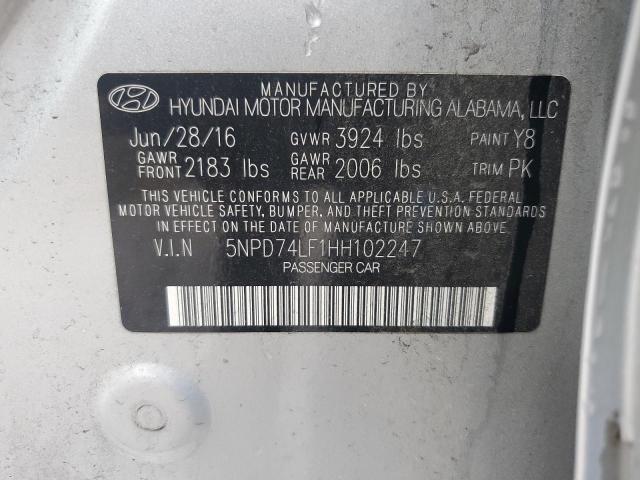 MANUFACTURED BY
HYUNDAI MOTOR MANUFACTURING ALABAMA, LLC
Jun/28/16 GVWR 3924 lbs PAINT Y8
GAWR FRONT 2183 lbs GAWR REAR 2006 lbs TRIM PK
THIS VEHICLE CONFORMS TO ALL APPLICABLE U.S.A. FEDERAL
MOTOR VEHICLE SAFETY, BUMPER, AND THEFT PREVENTION STANDARDS
IN EFFECT ON THE DATE OF MANUFACTURE SHOWN ABOVE.
V.I.N 5NPD74LF1HH102247
PASSENGER CAR